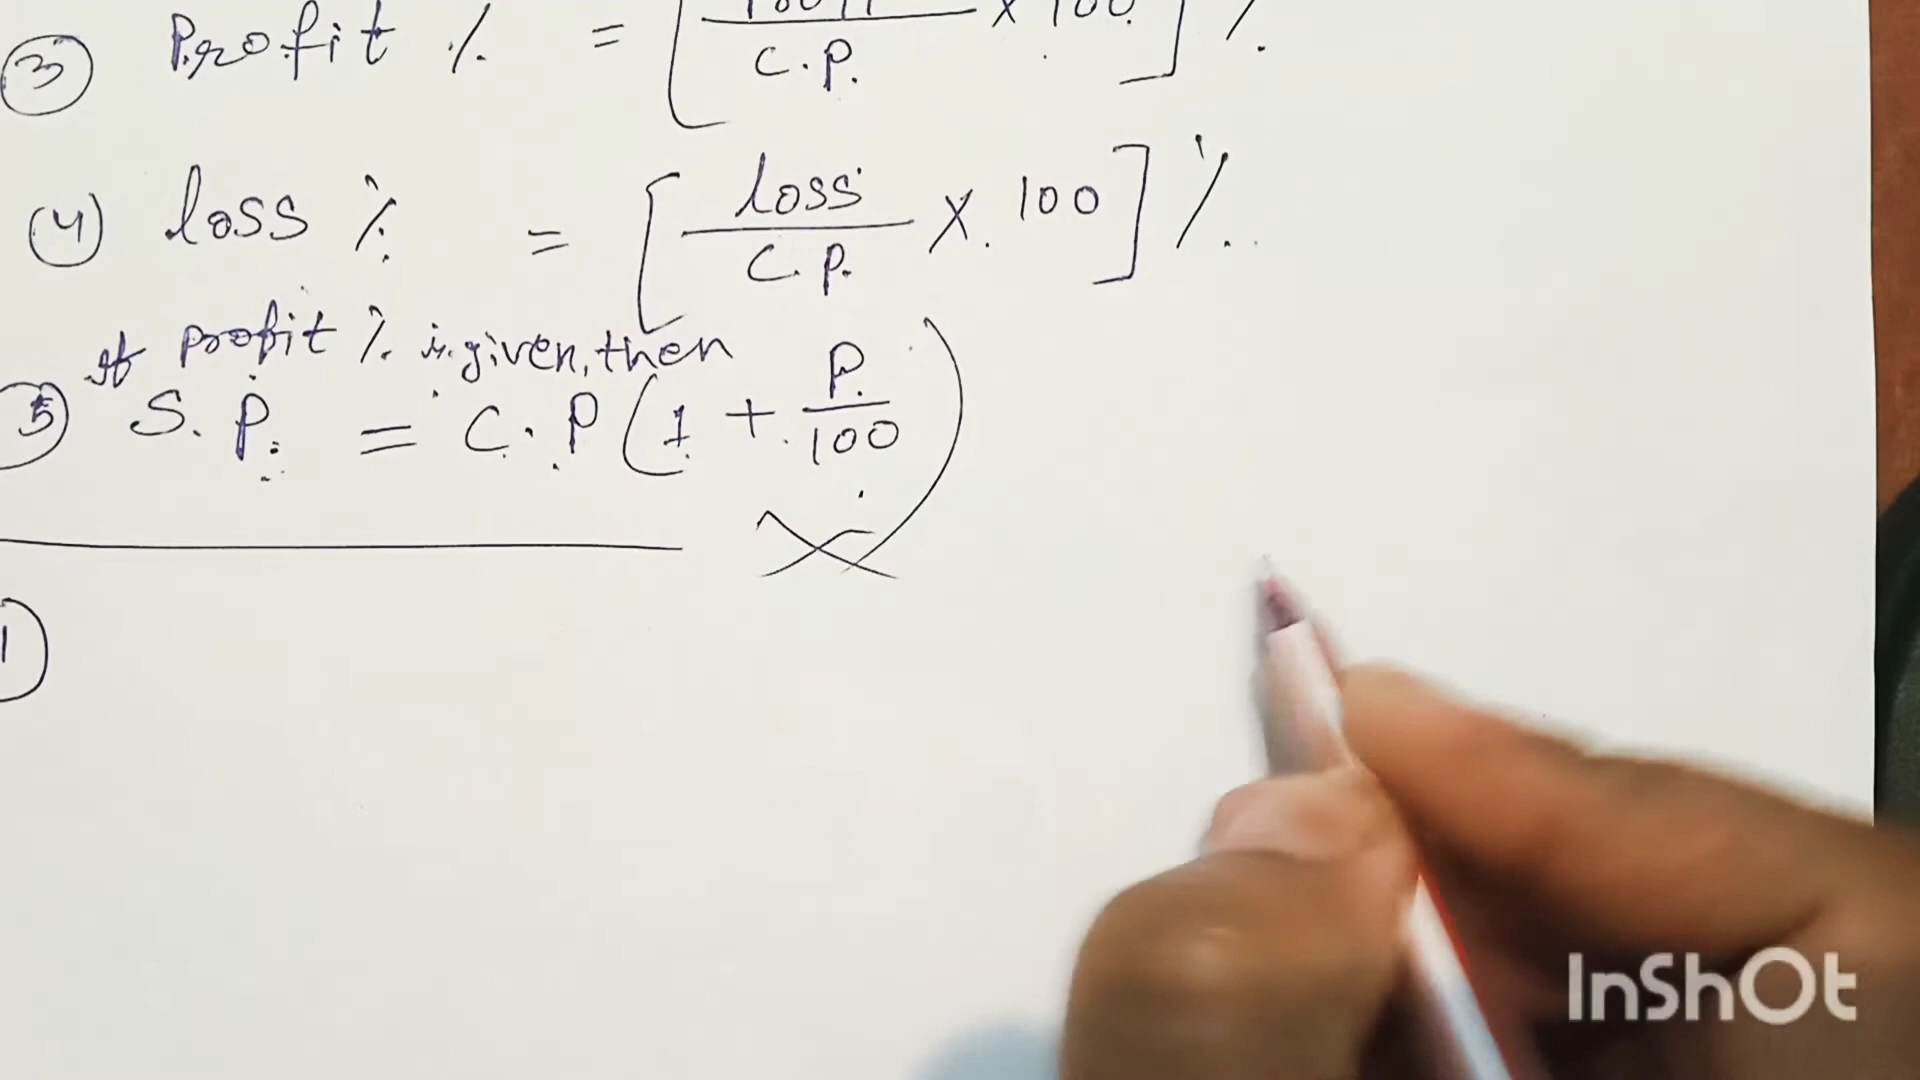 ③ Profit % = [ / C.P. × 100 ] %
(4) loss % = [ loss / C.P. × 100 ] %
If profit % is given, then
⑤ S.P. = C.P ( 1 + P / 100 )
①
InShOt